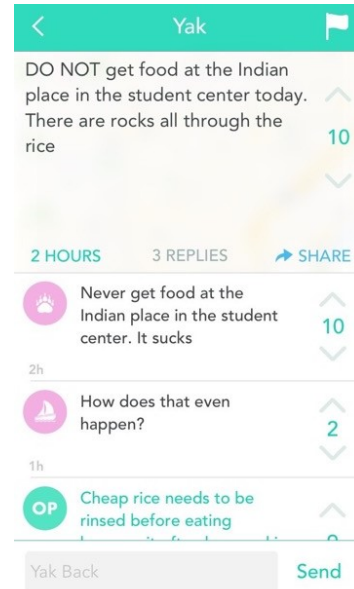 Yak
DO NOT get food at the Indian
place in the student center today.
There are rocks all through the
rice
10
2 HOURS
3 REPLIES
SHARE
Never get food at the
Indian place in the student
center. It sucks
10
2h
How does that even
happen?
2
1h
OP
Cheap rice needs to be
rinsed before eating
Yak Back
Send